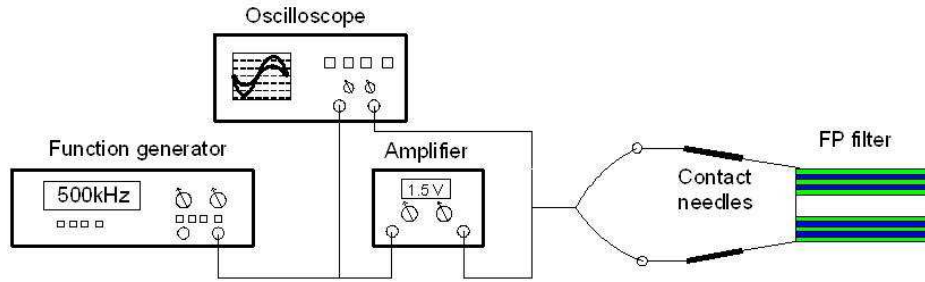 Oscilloscope
Function generator
Amplifier
FP filter
500kHz
1.5 V
Contact
needles